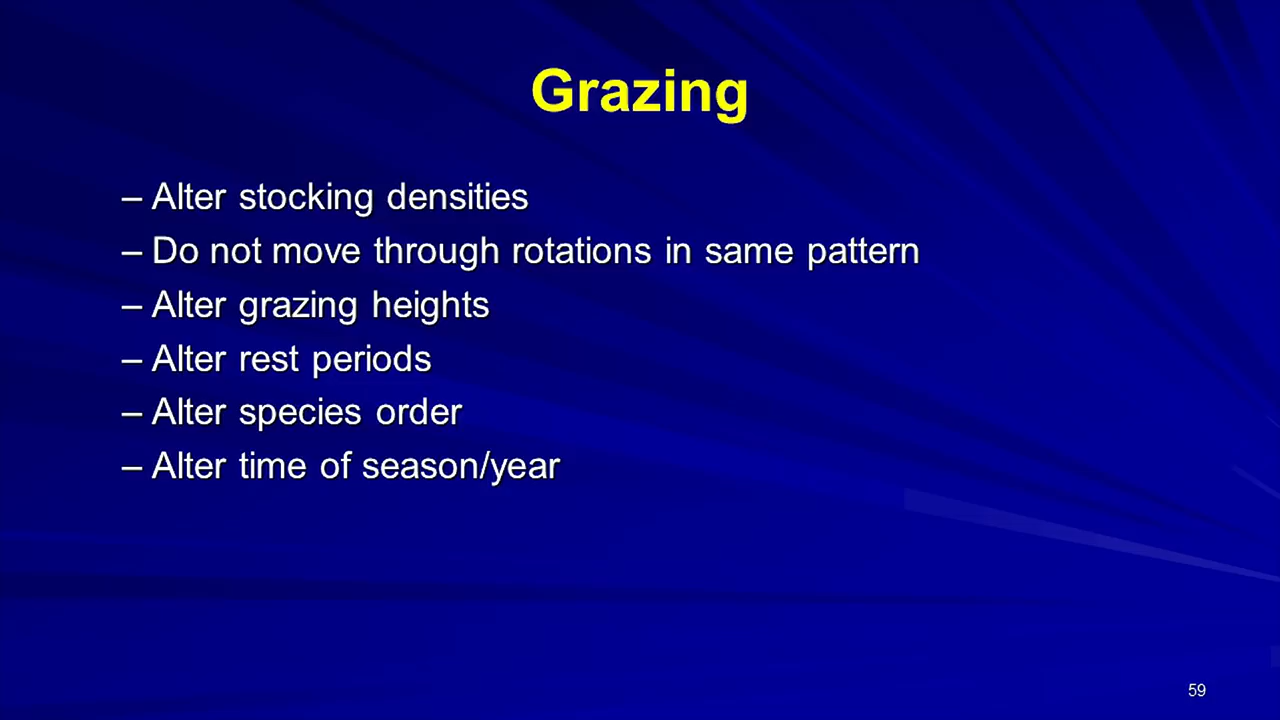 Grazing
– Alter stocking densities
– Do not move through rotations in same pattern
– Alter grazing heights
– Alter rest periods
– Alter species order
– Alter time of season/year
59